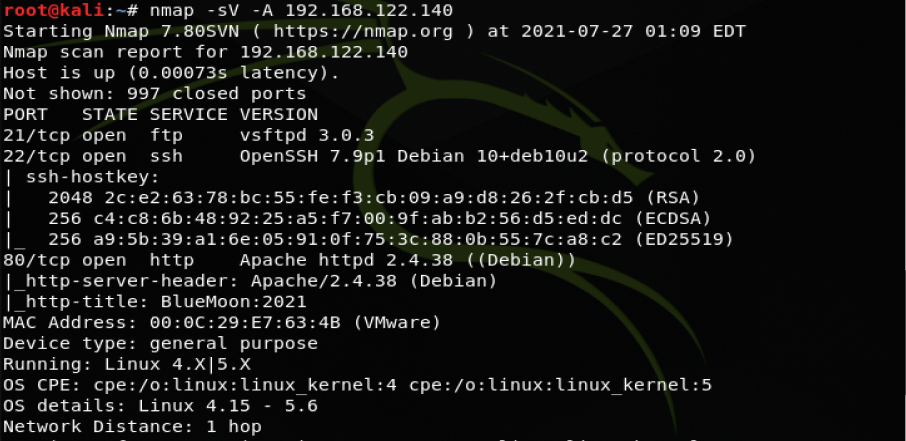 root@kali:~# nmap -sV -A 192.168.122.140
Starting Nmap 7.80SVN ( https://nmap.org ) at 2021-07-27 01:09 EDT
Nmap scan report for 192.168.122.140
Host is up (0.00073s latency).
Not shown: 997 closed ports
PORT   STATE SERVICE VERSION
21/tcp open  ftp     vsftpd 3.0.3
22/tcp open  ssh     OpenSSH 7.9p1 Debian 10+deb10u2 (protocol 2.0)
| ssh-hostkey:
|   2048 2c:e2:63:78:bc:55:fe:f3:cb:09:a9:d8:26:2f:cb:d5 (RSA)
|   256 c4:c8:6b:48:92:25:a5:f7:00:9f:ab:b2:56:d5:ed:dc (ECDSA)
|_  256 a9:5b:39:a1:6e:05:91:0f:75:3c:88:0b:55:7c:a8:c2 (ED25519)
80/tcp open  http    Apache httpd 2.4.38 ((Debian))
|_http-server-header: Apache/2.4.38 (Debian)
|_http-title: BlueMoon:2021
MAC Address: 00:0C:29:E7:63:4B (VMware)
Device type: general purpose
Running: Linux 4.X|5.X
OS CPE: cpe:/o:linux:linux_kernel:4 cpe:/o:linux:linux_kernel:5
OS details: Linux 4.15 - 5.6
Network Distance: 1 hop